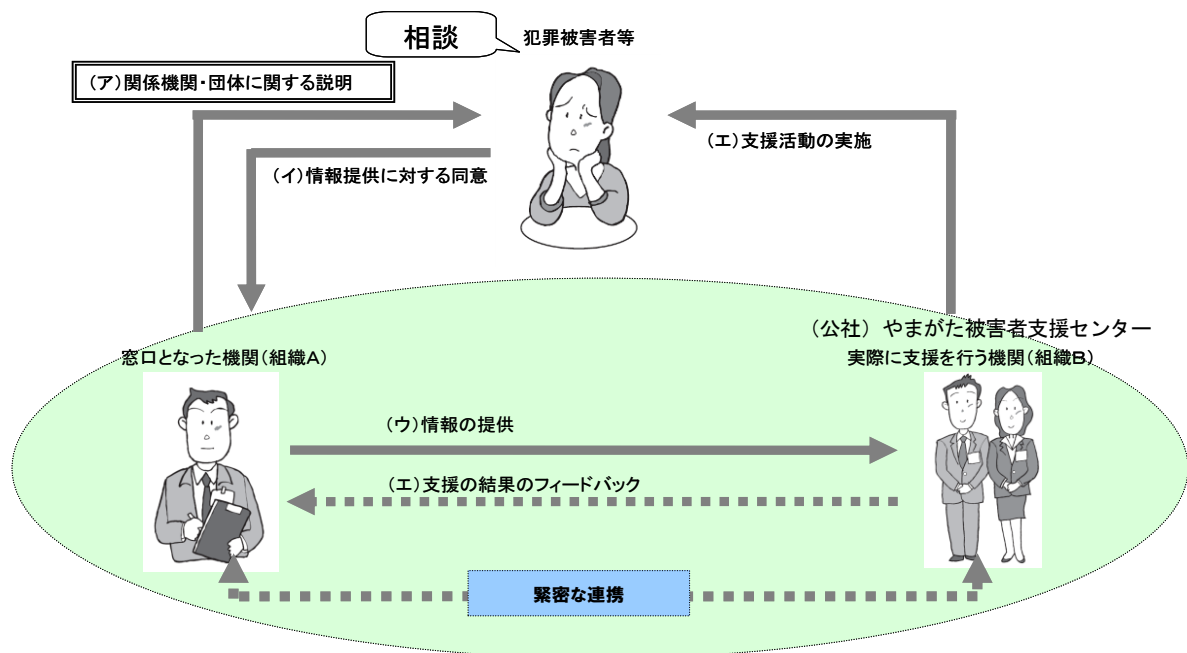 相談
犯罪被害者等
（ア）関係機関・団体に関する説明
（エ）支援活動の実施
（イ）情報提供に対する同意
（公社）やまがた被害者支援センター
窓口となった機関（組織A）
実際に支援を行う機関（組織B）
（ウ）情報の提供
（エ）支援の結果のフィードバック
緊密な連携